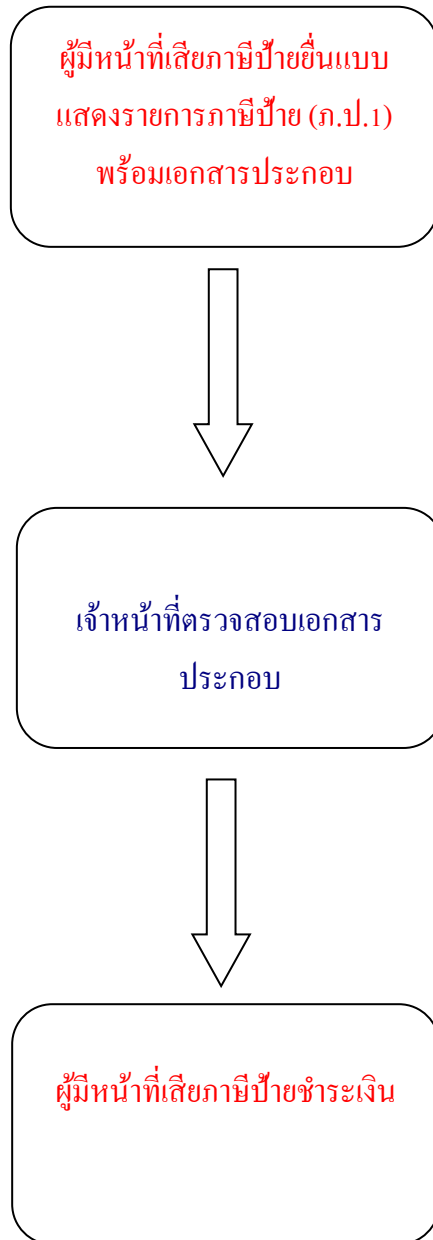 ผู้มีหน้าที่เสียภาษีป้ายยื่นแบบ
แสดงรายการภาษีป้าย (ภ.ป.1)
พร้อมเอกสารประกอบ
เจ้าหน้าที่ตรวจสอบเอกสาร
ประกอบ
ผู้มีหน้าที่เสียภาษีป้ายชำระเงิน